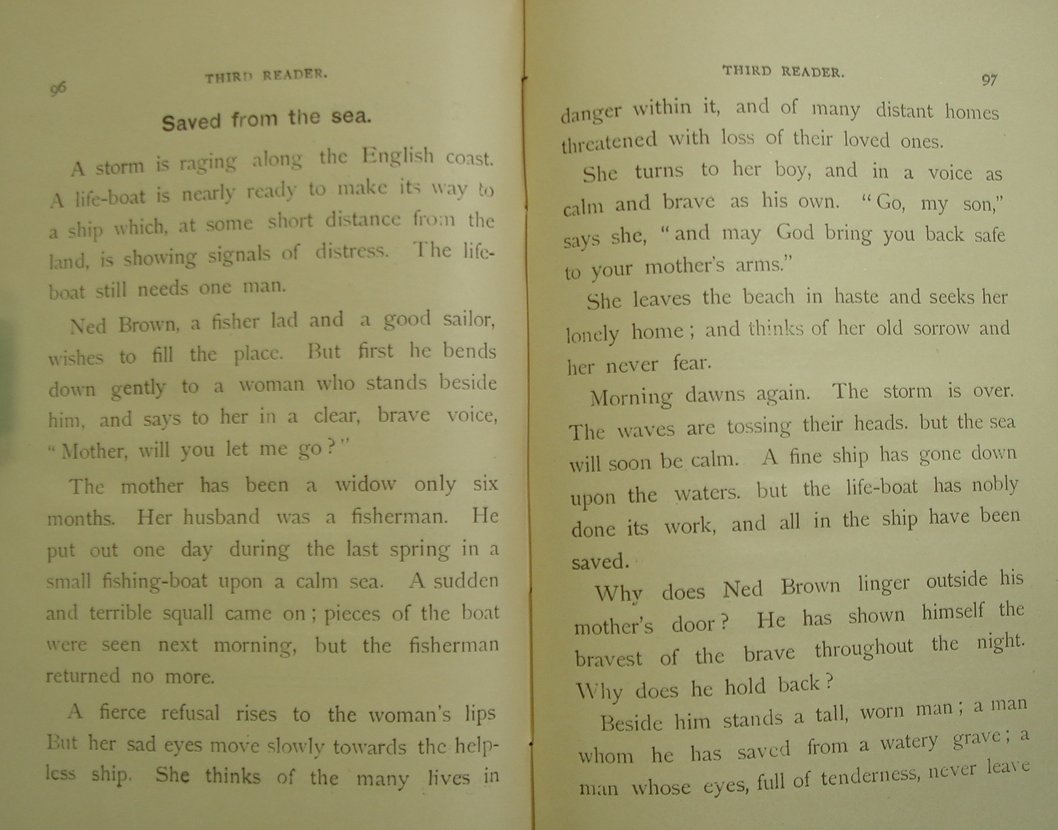 96
THIRD READER.
Saved from the sea.
A storm is raging along the English coast.
A life-boat is nearly ready to make its way to
a ship which, at some short distance from the
land, is showing signals of distress. The life-
boat still needs one man.
Ned Brown, a fisher lad and a good sailor,
wishes to fill the place. But first he bends
down gently to a woman who stands beside
him, and says to her in a clear, brave voice,
“Mother, will you let me go?”
The mother has been a widow only six
months. Her husband was a fisherman. He
put out one day during the last spring in a
small fishing-boat upon a calm sea. A sudden
and terrible squall came on; pieces of the boat
were seen next morning, but the fisherman
returned no more.
A fierce refusal rises to the woman's lips
But her sad eyes move slowly towards the help-
less ship. She thinks of the many lives in
THIRD READER.
97
danger within it, and of many distant homes
threatened with loss of their loved ones.
She turns to her boy, and in a voice as
calm and brave as his own. “Go, my son,”
says she, “and may God bring you back safe
to your mother's arms.”
She leaves the beach in haste and seeks her
lonely home; and thinks of her old sorrow and
her never fear.
Morning dawns again. The storm is over.
The waves are tossing their heads. but the sea
will soon be calm. A fine ship has gone down
upon the waters. but the life-boat has nobly
done its work, and all in the ship have been
saved.
Why does Ned Brown linger outside his
mother's door? He has shown himself the
bravest of the brave throughout the night.
Why does he hold back?
Beside him stands a tall, worn man; a man
whom he has saved from a watery grave; a
man whose eyes, full of tenderness, never leave